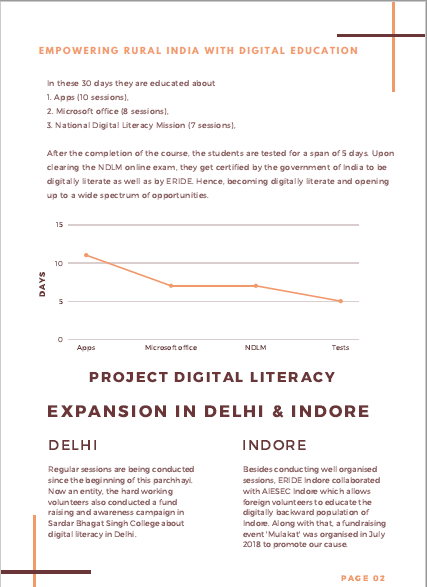 EMPOWERING RURAL INDIA WITH DIGITAL EDUCATION
In these 30 days they are educated about
1. Apps (10 sessions),
2. Microsoft office (8 sessions),
3. National Digital Literacy Mission (7 sessions),
After the completion of the course, the students are tested for a span of 5 days. Upon
clearing the NDLM online exam, they get certified by the government of India to be
digitally literate as well as by ERIDE. Hence, becoming digitally literate and opening
up to a wide spectrum of opportunities.
15
10
5
0
DAYS
Apps
Microsoft office
NDLM
Tests
PROJECT DIGITAL LITERACY
EXPANSION IN DELHI & INDORE
DELHI
Regular sessions are being conducted
since the beginning of this parchhayi.
Now an entity, the hard working
volunteers also conducted a fund
raising and awareness campaign in
Sardar Bhagat Singh College about
digital literacy in Delhi.
INDORE
Besides conducting well organised
sessions, ERIDE Indore collaborated
with AIESEC Indore which allows
foreign volunteers to educate the
digitally backward population of
Indore. Along with that, a fundraising
event 'Mulakat' was organised in July
2018 to promote our cause.
PAGE 02